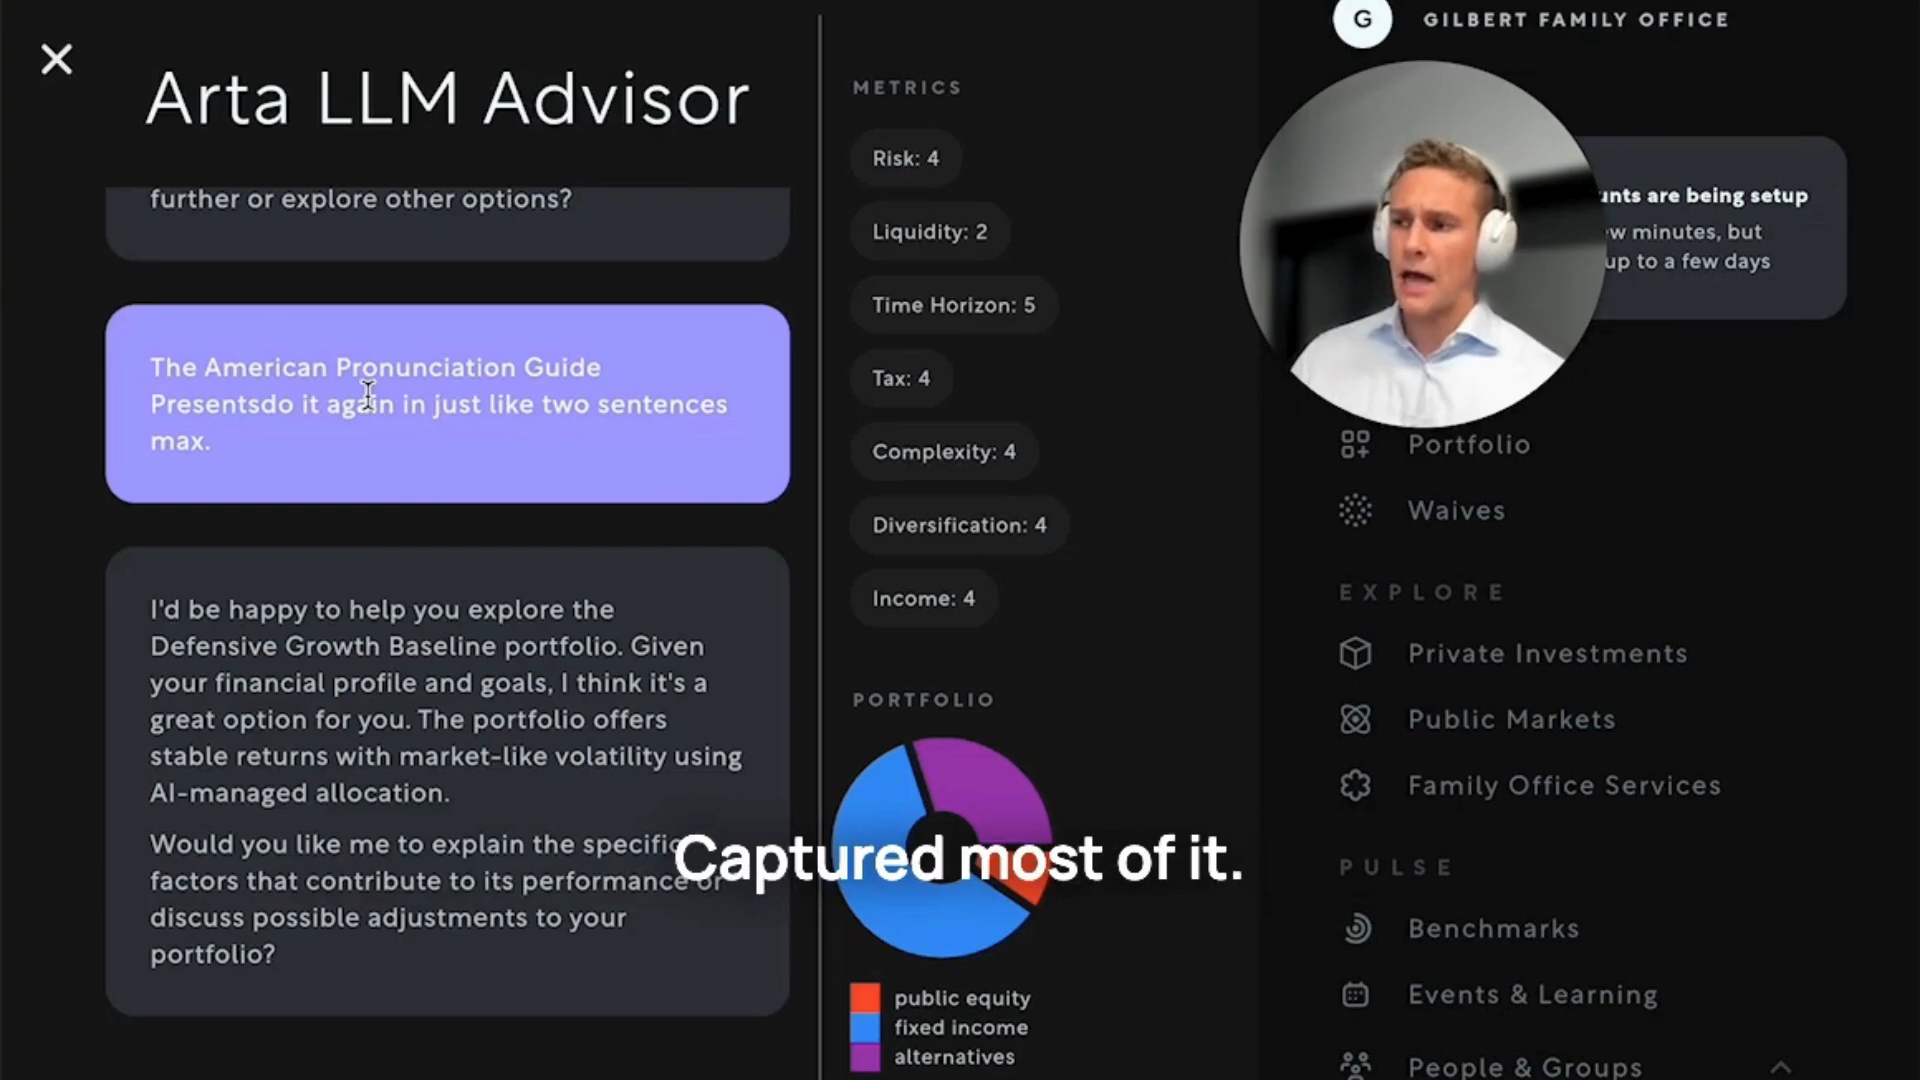 Arta LLM Advisor
further or explore other options?
The American Pronunciation Guide
Presentsdo it again in just like two sentences
max.
I'd be happy to help you explore the
Defensive Growth Baseline portfolio. Given
your financial profile and goals, I think it's a
great option for you. The portfolio offers
stable returns with market-like volatility using
AI-managed allocation.
Would you like me to explain the specific
factors that contribute to its performance or
discuss possible adjustments to your
portfolio?
METRICS
Risk: 4
Liquidity: 2
Time Horizon: 5
Tax: 4
Complexity: 4
Diversification: 4
Income: 4
PORTFOLIO
public equity
fixed income
alternatives
Captured most of it.
G GILBERT FAMILY OFFICE
unts are being setup
w minutes, but
up to a few days
Portfolio
Waives
EXPLORE
Private Investments
Public Markets
Family Office Services
PULSE
Benchmarks
Events & Learning
People & Groups